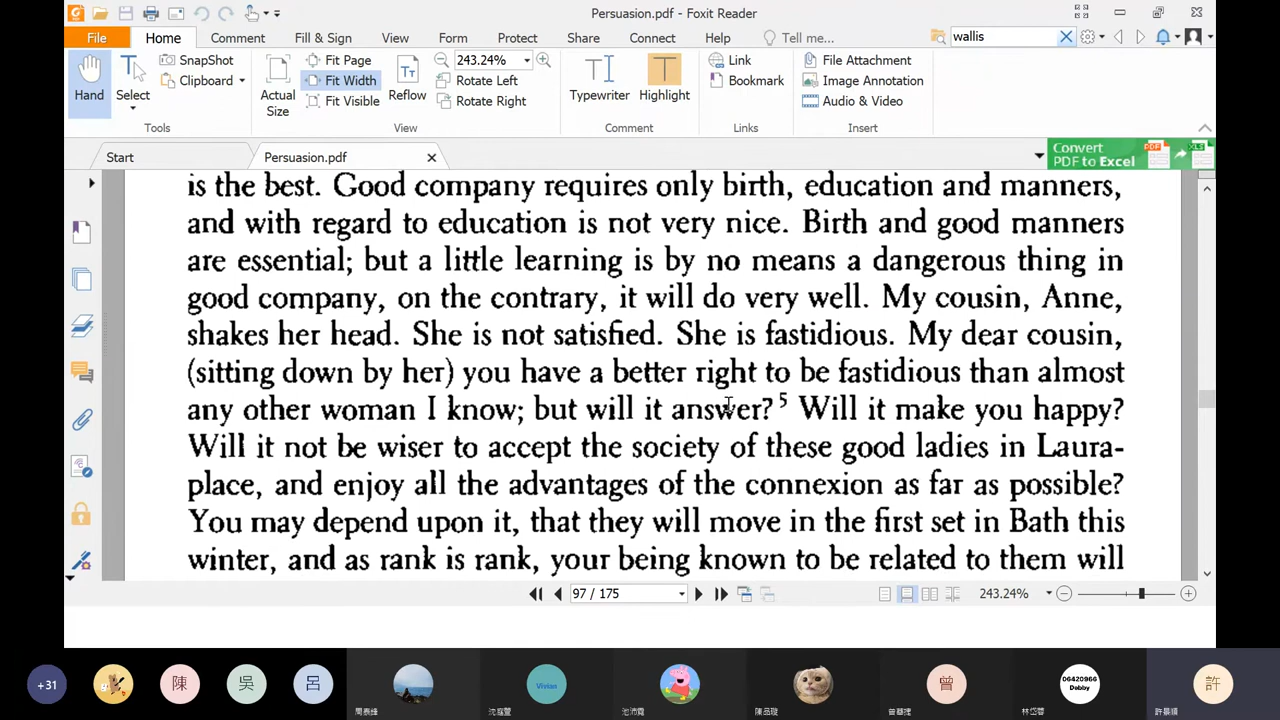 Persuasion.pdf - Foxit Reader
File Home Comment Fill & Sign View Form Protect Share Connect Help Tell me... wallis
SnapShot Fit Page 243.24% Link File Attachment
Clipboard Fit Width Rotate Left Bookmark Image Annotation
Hand Select Actual Size Fit Visible Reflow Rotate Right Typewriter Highlight Audio & Video
Tools View Comment Links Insert
Start Persuasion.pdf Convert PDF to Excel
is the best. Good company requires only birth, education and manners,
and with regard to education is not very nice. Birth and good manners
are essential; but a little learning is by no means a dangerous thing in
good company, on the contrary, it will do very well. My cousin, Anne,
shakes her head. She is not satisfied. She is fastidious. My dear cousin,
(sitting down by her) you have a better right to be fastidious than almost
any other woman I know; but will it answer?5 Will it make you happy?
Will it not be wiser to accept the society of these good ladies in Laura-
place, and enjoy all the advantages of the connexion as far as possible?
You may depend upon it, that they will move in the first set in Bath this
winter, and as rank is rank, your being known to be related to them will
97 / 175 243.24%
+31 陳 吳 呂 Vivian 曾 06420966 Debby 許